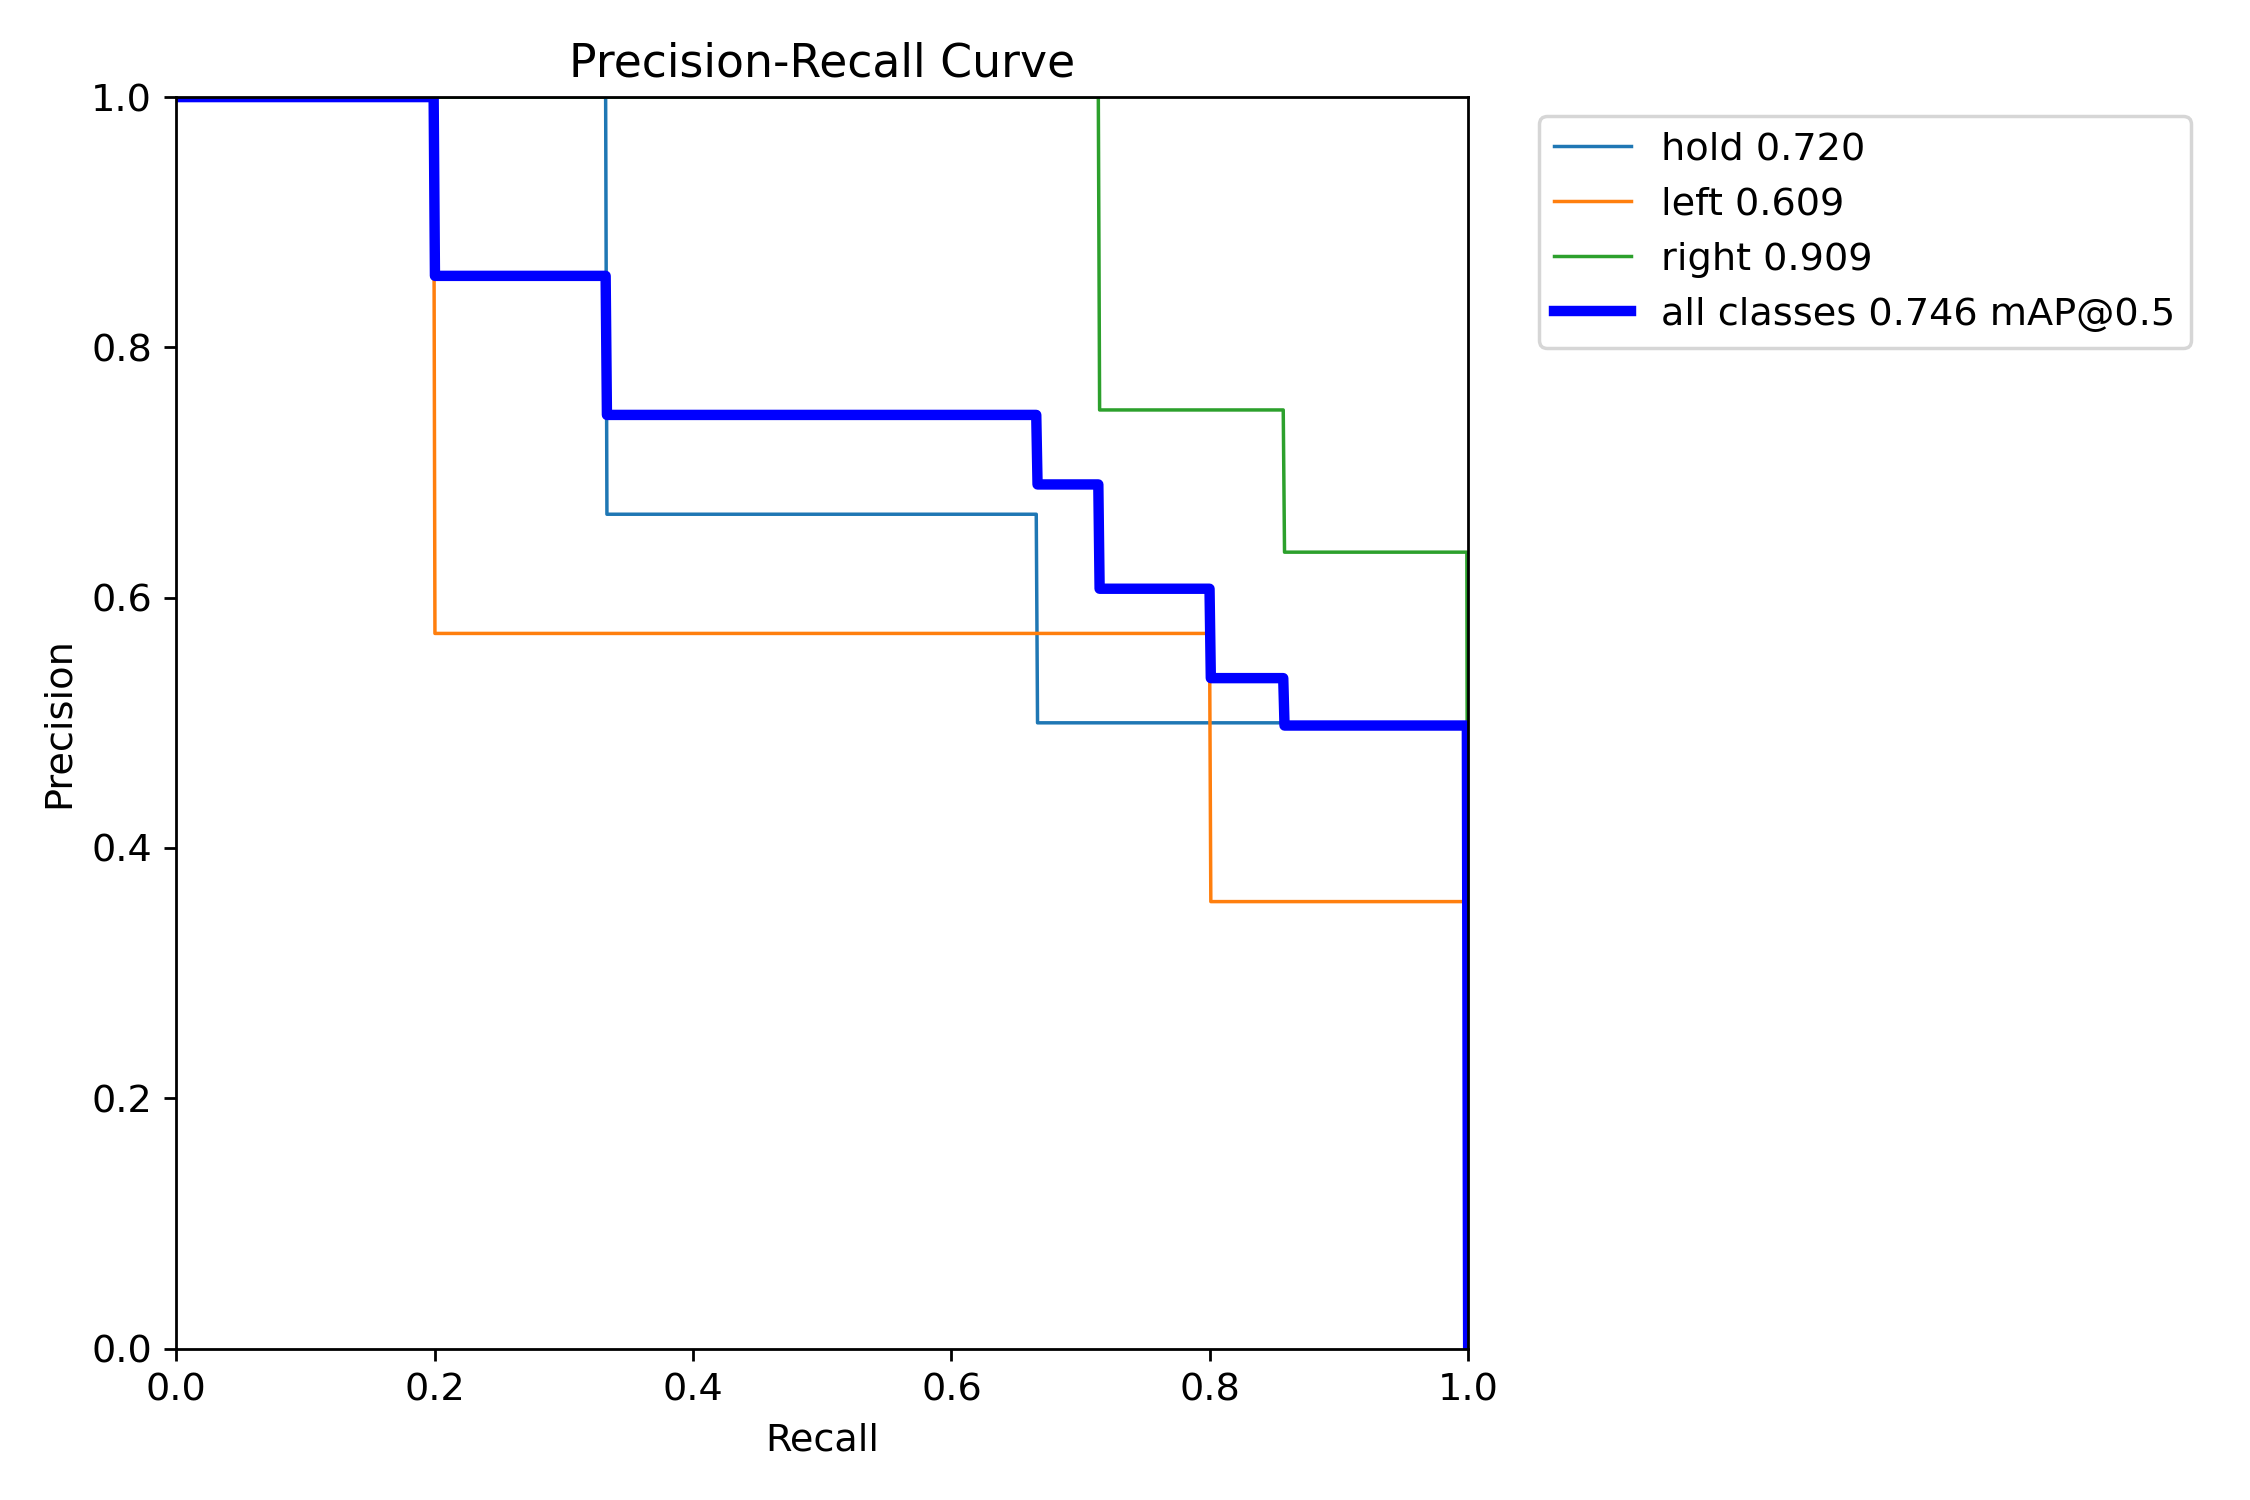 Precision-Recall Curve
1.0
0.8
0.6
0.4
0.2
0.0
Precision
0.0 0.2 0.4 0.6 0.8 1.0
Recall
hold 0.720
left 0.609
right 0.909
all classes 0.746 mAP@0.5